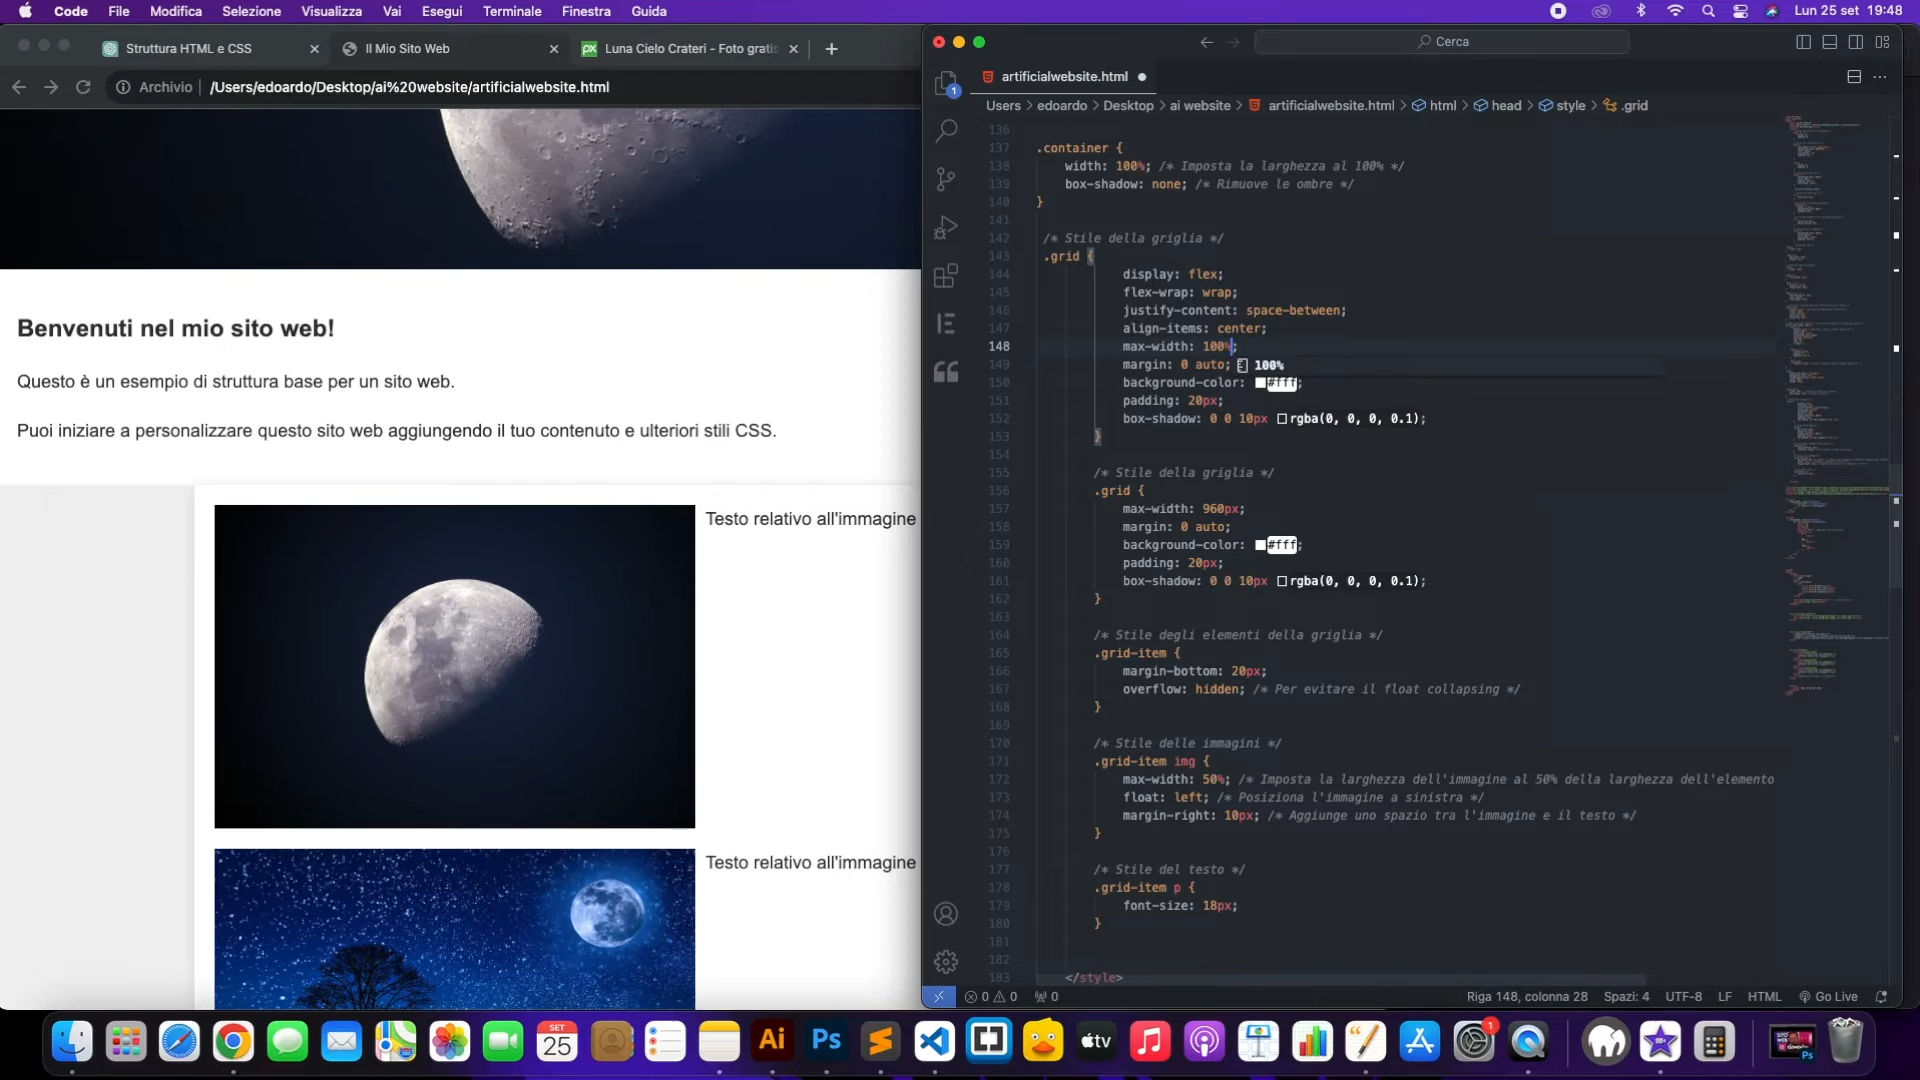 Code File Modifica Selezione Visualizza Vai Esegui Terminale Finestra Guida
Lun 25 set 19:48
Struttura HTML e CSS
Il Mio Sito Web
Luna Cielo Crateri - Foto gratis
Archivio
/Users/edoardo/Desktop/ai%20website/artificialwebsite.html
Benvenuti nel mio sito web!
Questo è un esempio di struttura base per un sito web.
Puoi iniziare a personalizzare questo sito web aggiungendo il tuo contenuto e ulteriori stili CSS.
Testo relativo all'immagine
Testo relativo all'immagine
Cerca
artificialwebsite.html
Users > edoardo > Desktop > ai website > artificialwebsite.html > html > head > style > .grid
136
137 .container {
138 width: 100%; /* Imposta la larghezza al 100% */
139 box-shadow: none; /* Rimuove le ombre */
140 }
141
142 /* Stile della griglia */
143 .grid {
144 display: flex;
145 flex-wrap: wrap;
146 justify-content: space-between;
147 align-items: center;
148 max-width: 100%;
149 margin: 0 auto; 100%
150 background-color: #fff;
151 padding: 20px;
152 box-shadow: 0 0 10px rgba(0, 0, 0, 0.1);
153 }
154
155 /* Stile della griglia */
156 .grid {
157 max-width: 960px;
158 margin: 0 auto;
159 background-color: #fff;
160 padding: 20px;
161 box-shadow: 0 0 10px rgba(0, 0, 0, 0.1);
162 }
163
164 /* Stile degli elementi della griglia */
165 .grid-item {
166 margin-bottom: 20px;
167 overflow: hidden; /* Per evitare il float collapsing */
168 }
169
170 /* Stile delle immagini */
171 .grid-item img {
172 max-width: 50%; /* Imposta la larghezza dell'immagine al 50% della larghezza dell'elemento
173 float: left; /* Posiziona l'immagine a sinistra */
174 margin-right: 10px; /* Aggiunge uno spazio tra l'immagine e il testo */
175 }
176
177 /* Stile del testo */
178 .grid-item p {
179 font-size: 18px;
180 }
181
182
183 </style>
1
0 0 0
Riga 148, colonna 28 Spazi: 4 UTF-8 LF HTML Go Live
SET
25
Ai
Ps
tv
1
Ps